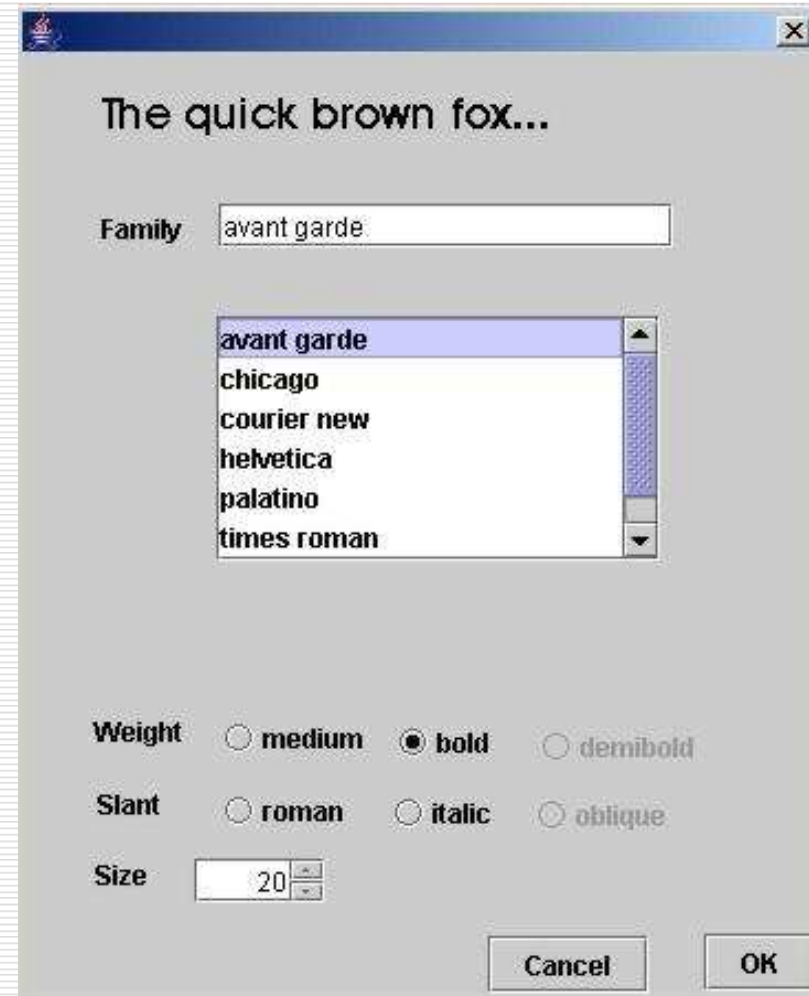 The quick brown fox...
Family avant garde
avant garde
chicago
courier new
helvetica
palatino
times roman
Weight medium bold demibold
Slant roman italic oblique
Size 20
Cancel OK